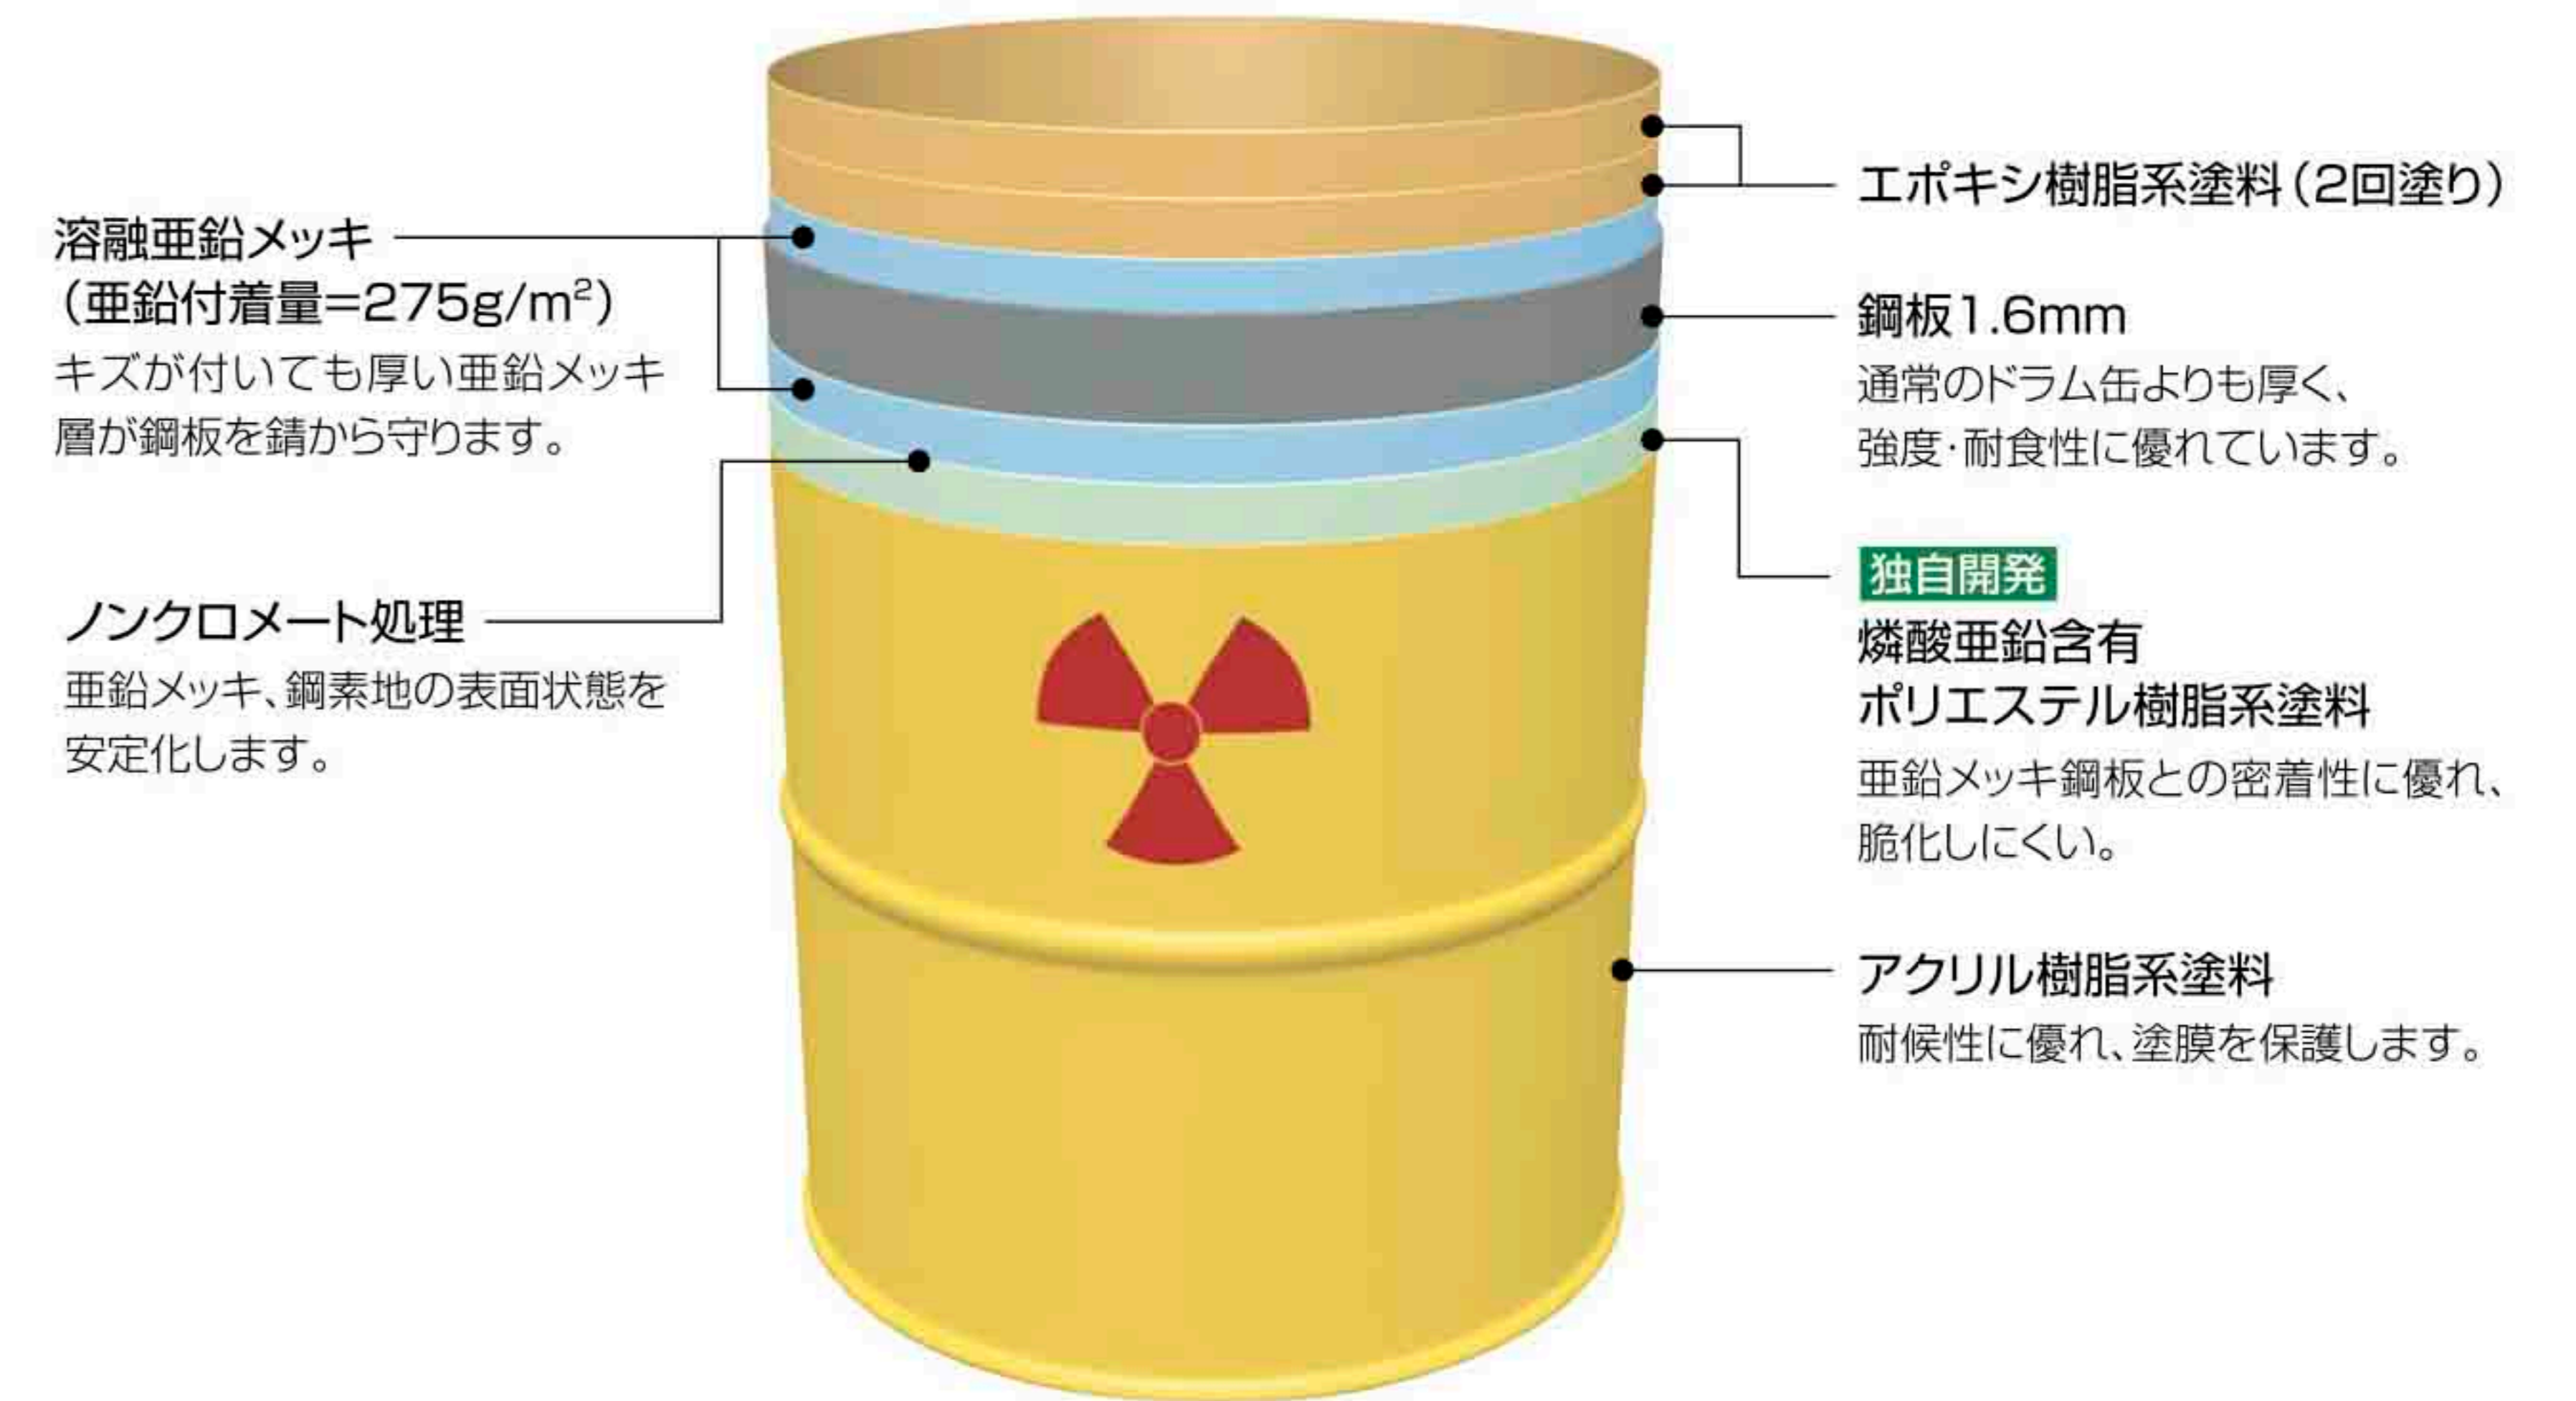 溶融亜鉛メッキ
（亜鉛付着量=275g/m²）
キズが付いても厚い亜鉛メッキ
層が鋼板を錆から守ります。
ノンクロメート処理
亜鉛メッキ、鋼素地の表面状態を
安定化します。
エポキシ樹脂系塗料（2回塗り）
鋼板1.6mm
通常のドラム缶よりも厚く、
強度・耐食性に優れています。
独自開発
燐酸亜鉛含有
ポリエステル樹脂系塗料
亜鉛メッキ鋼板との密着性に優れ、
脆化しにくい。
アクリル樹脂系塗料
耐候性に優れ、塗膜を保護します。